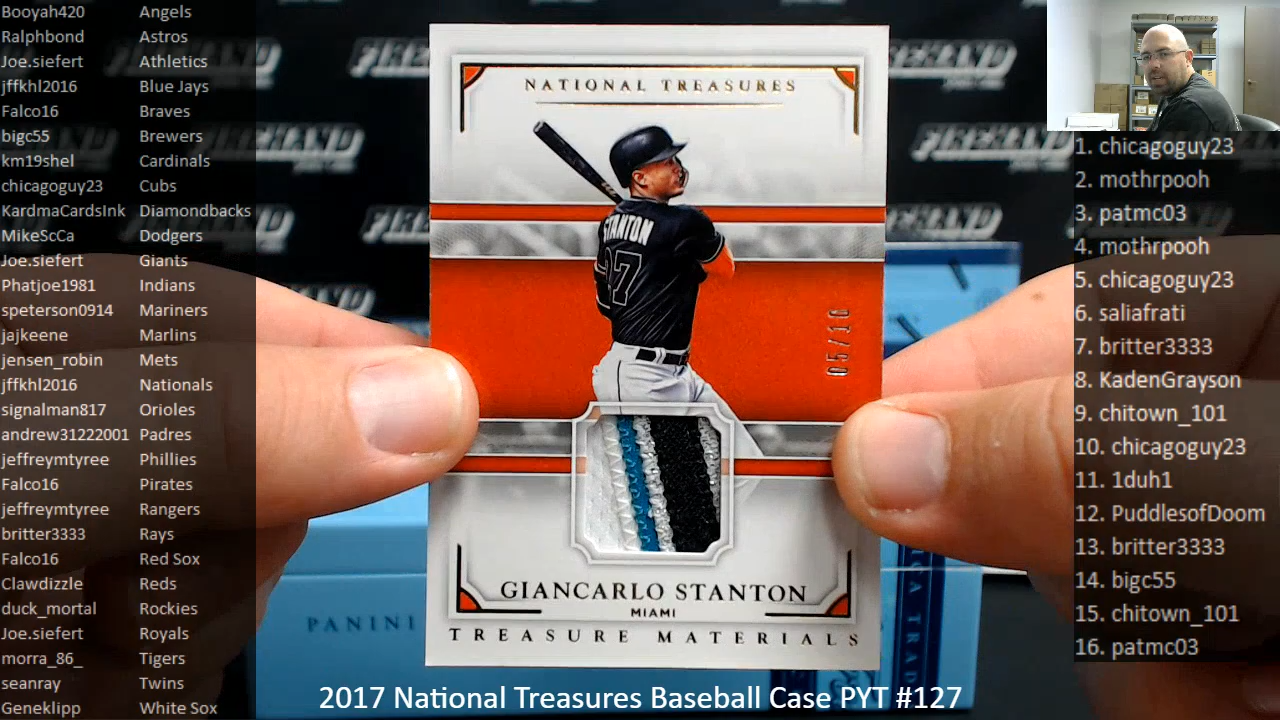 Booyah420 Angels
Ralphbond Astros
Joe.siefert Athletics
jffkhl2016 Blue Jays
Falco16 Braves
bigc55 Brewers
km19shel Cardinals
chicagoguy23 Cubs
KardmaCardsInk Diamondbacks
MikeScCa Dodgers
Joe.siefert Giants
Phatjoe1981 Indians
speterson0914 Mariners
jajkeene Marlins
jensen_robin Mets
jffkhl2016 Nationals
signalman817 Orioles
andrew31222001 Padres
jeffreymtyree Phillies
Falco16 Pirates
jeffreymtyree Rangers
britter3333 Rays
Falco16 Red Sox
Clawdizzle Reds
duck_mortal Rockies
Joe.siefert Royals
morra_86_ Tigers
seanray Twins
Geneklipp White Sox
NATIONAL TREASURES
STANTON
27
05/10
GIANCARLO STANTON
MIAMI
TREASURE MATERIALS
PANINI
FIREHAND
1. chicagoguy23
2. mothrpooh
3. patmc03
4. mothrpooh
5. chicagoguy23
6. saliafrati
7. britter3333
8. KadenGrayson
9. chitown_101
10. chicagoguy23
11. 1duh1
12. PuddlesofDoom
13. britter3333
14. bigc55
15. chitown_101
16. patmc03
2017 National Treasures Baseball Case PYT #127